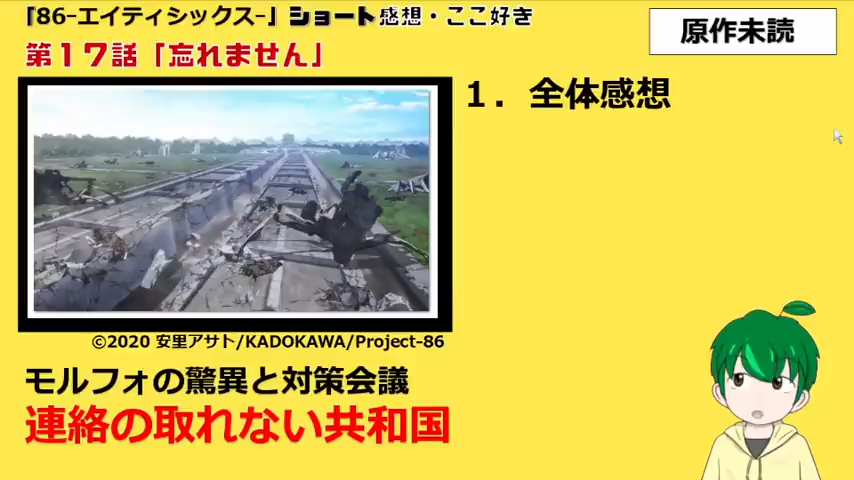 『86-エイティシックス-』ショート感想・ここ好き
原作未読
第17話「忘れません」
1．全体感想
©2020 安里アサト/KADOKAWA/Project-86
モルフォの驚異と対策会議
連絡の取れない共和国